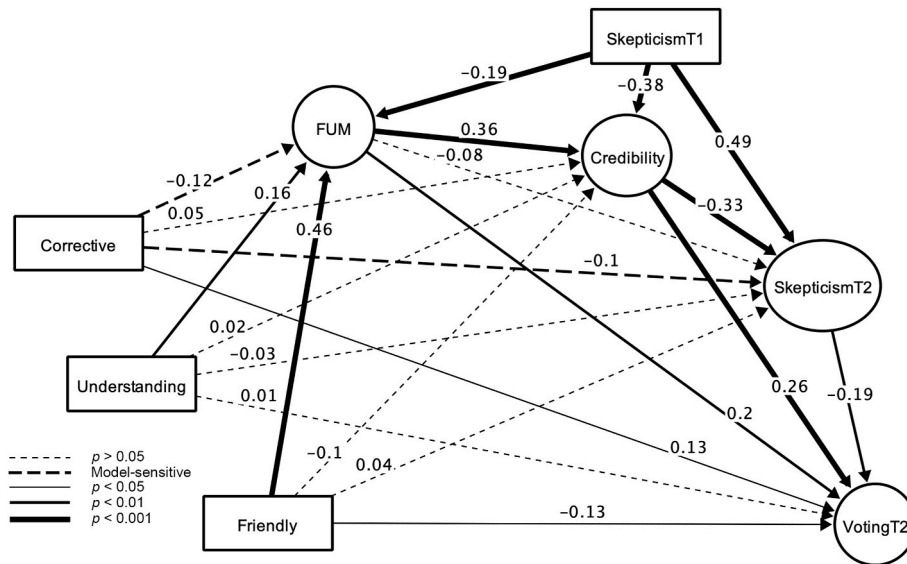 SkepticismT1
−0.19
−0.38
FUM
0.36
0.49
Credibility
−0.08
−0.12
0.16
0.05
−0.33
0.46
Corrective
−0.1
SkepticismT2
0.02
−0.03
Understanding
0.01
0.26
−0.19
0.2
−0.1
0.04
0.13
p > 0.05
Model-sensitive
p < 0.05
p < 0.01
p < 0.001
Friendly
−0.13
VotingT2